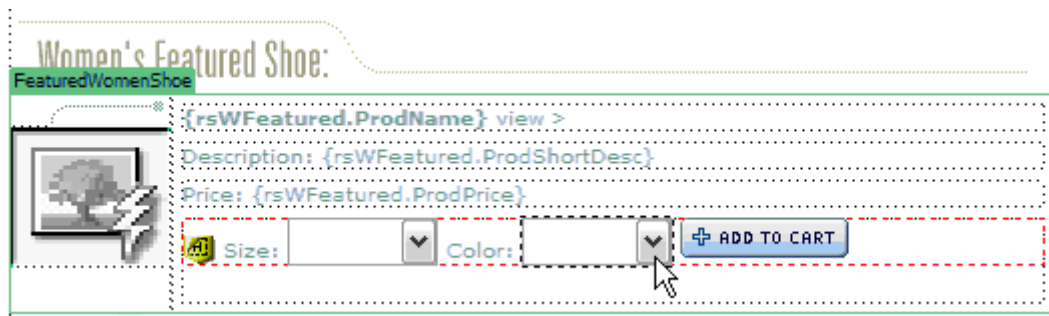 Women's Featured Shoe:
FeaturedWomenShoe
{rsWFeatured.ProdName} view >
Description: {rsWFeatured.ProdShortDesc}
Price: {rsWFeatured.ProdPrice}
Size: Color: ADD TO CART